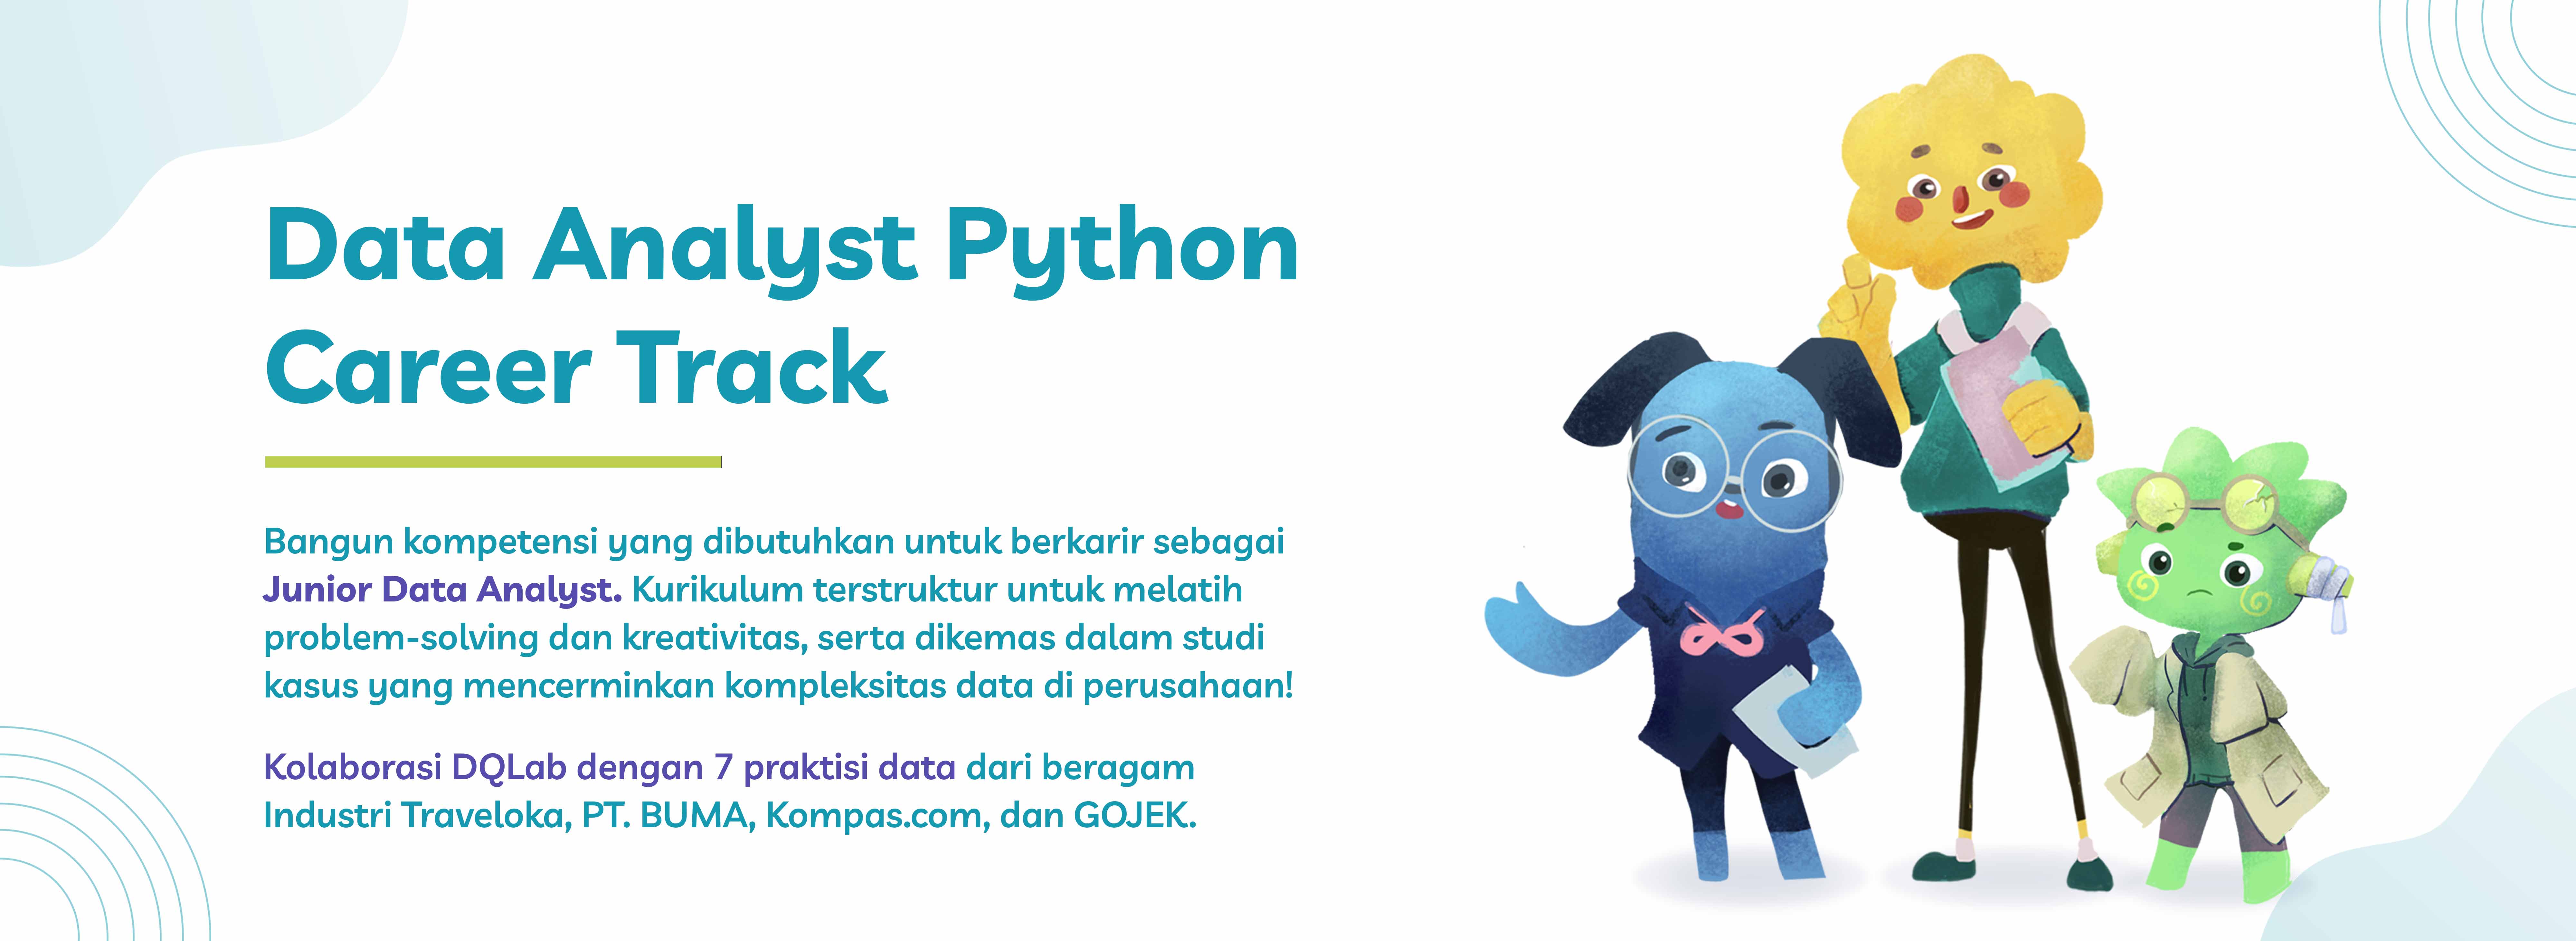 Data Analyst Python
Career Track
Bangun kompetensi yang dibutuhkan untuk berkarir sebagai
Junior Data Analyst. Kurikulum terstruktur untuk melatih
problem-solving dan kreativitas, serta dikemas dalam studi
kasus yang mencerminkan kompleksitas data di perusahaan!
Kolaborasi DQLab dengan 7 praktisi data dari beragam
Industri Traveloka, PT. BUMA, Kompas.com, dan GOJEK.